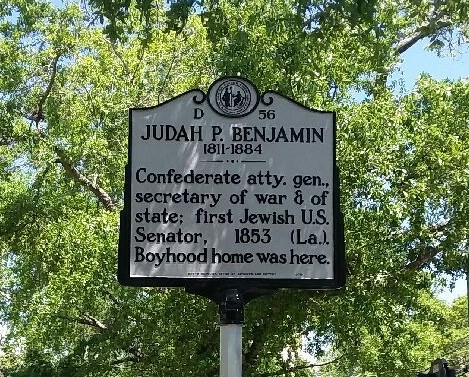 D 56
JUDAH P. BENJAMIN
1811-1884
Confederate atty. gen.,
secretary of war & of
state; first Jewish U.S.
Senator, 1853 (La.).
Boyhood home was here.